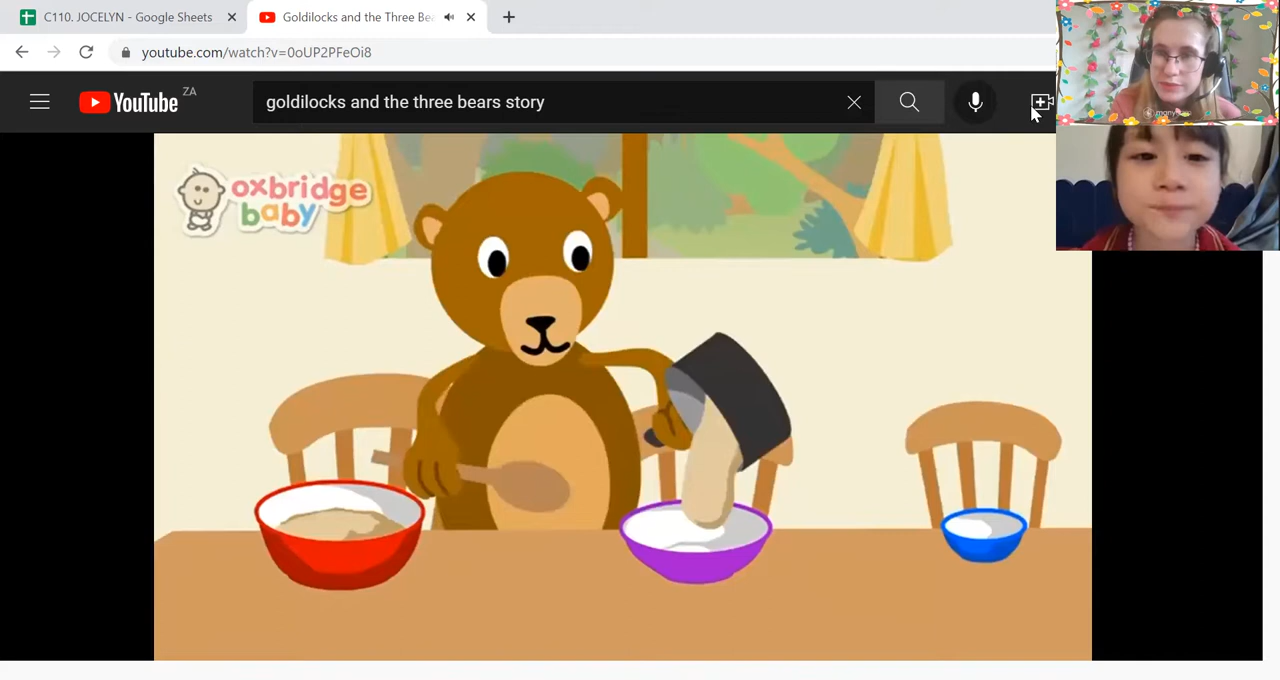 C110. JOCELYN - Google Sheets
Goldilocks and the Three Be
youtube.com/watch?v=0oUP2PFeOi8
YouTube ZA
goldilocks and the three bears story
oxbridge
baby